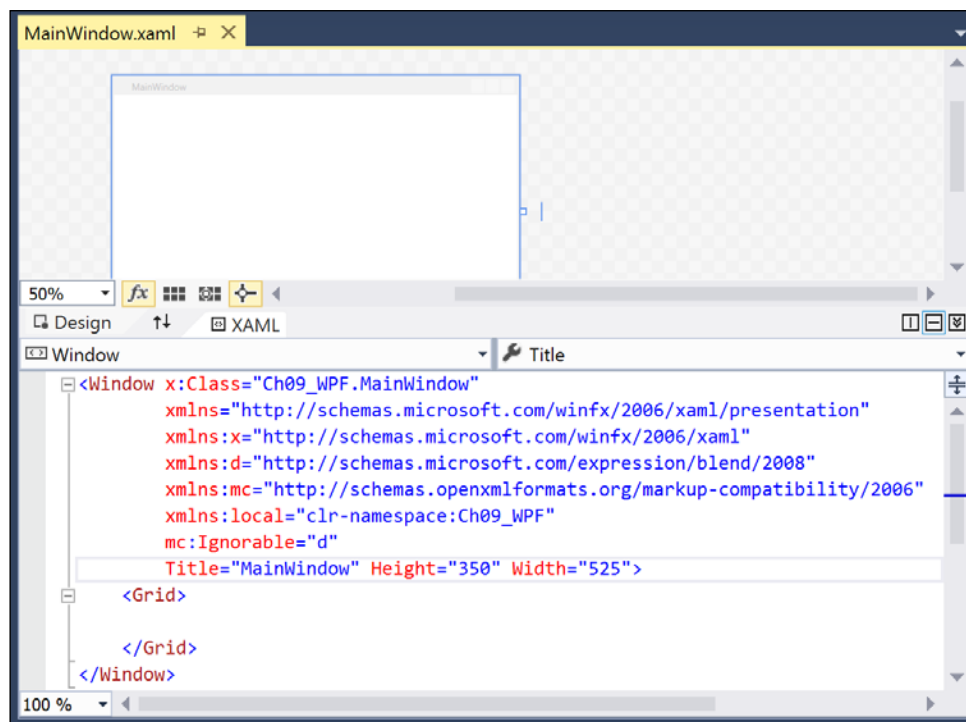 MainWindow.xaml
MainWindow
50%
fx
Design
XAML
Window
Title
<Window x:Class="Ch09_WPF.MainWindow"
xmlns="http://schemas.microsoft.com/winfx/2006/xaml/presentation"
xmlns:x="http://schemas.microsoft.com/winfx/2006/xaml"
xmlns:d="http://schemas.microsoft.com/expression/blend/2008"
xmlns:mc="http://schemas.openxmlformats.org/markup-compatibility/2006"
xmlns:local="clr-namespace:Ch09_WPF"
mc:Ignorable="d"
Title="MainWindow" Height="350" Width="525">
<Grid>
</Grid>
</Window>
100 %